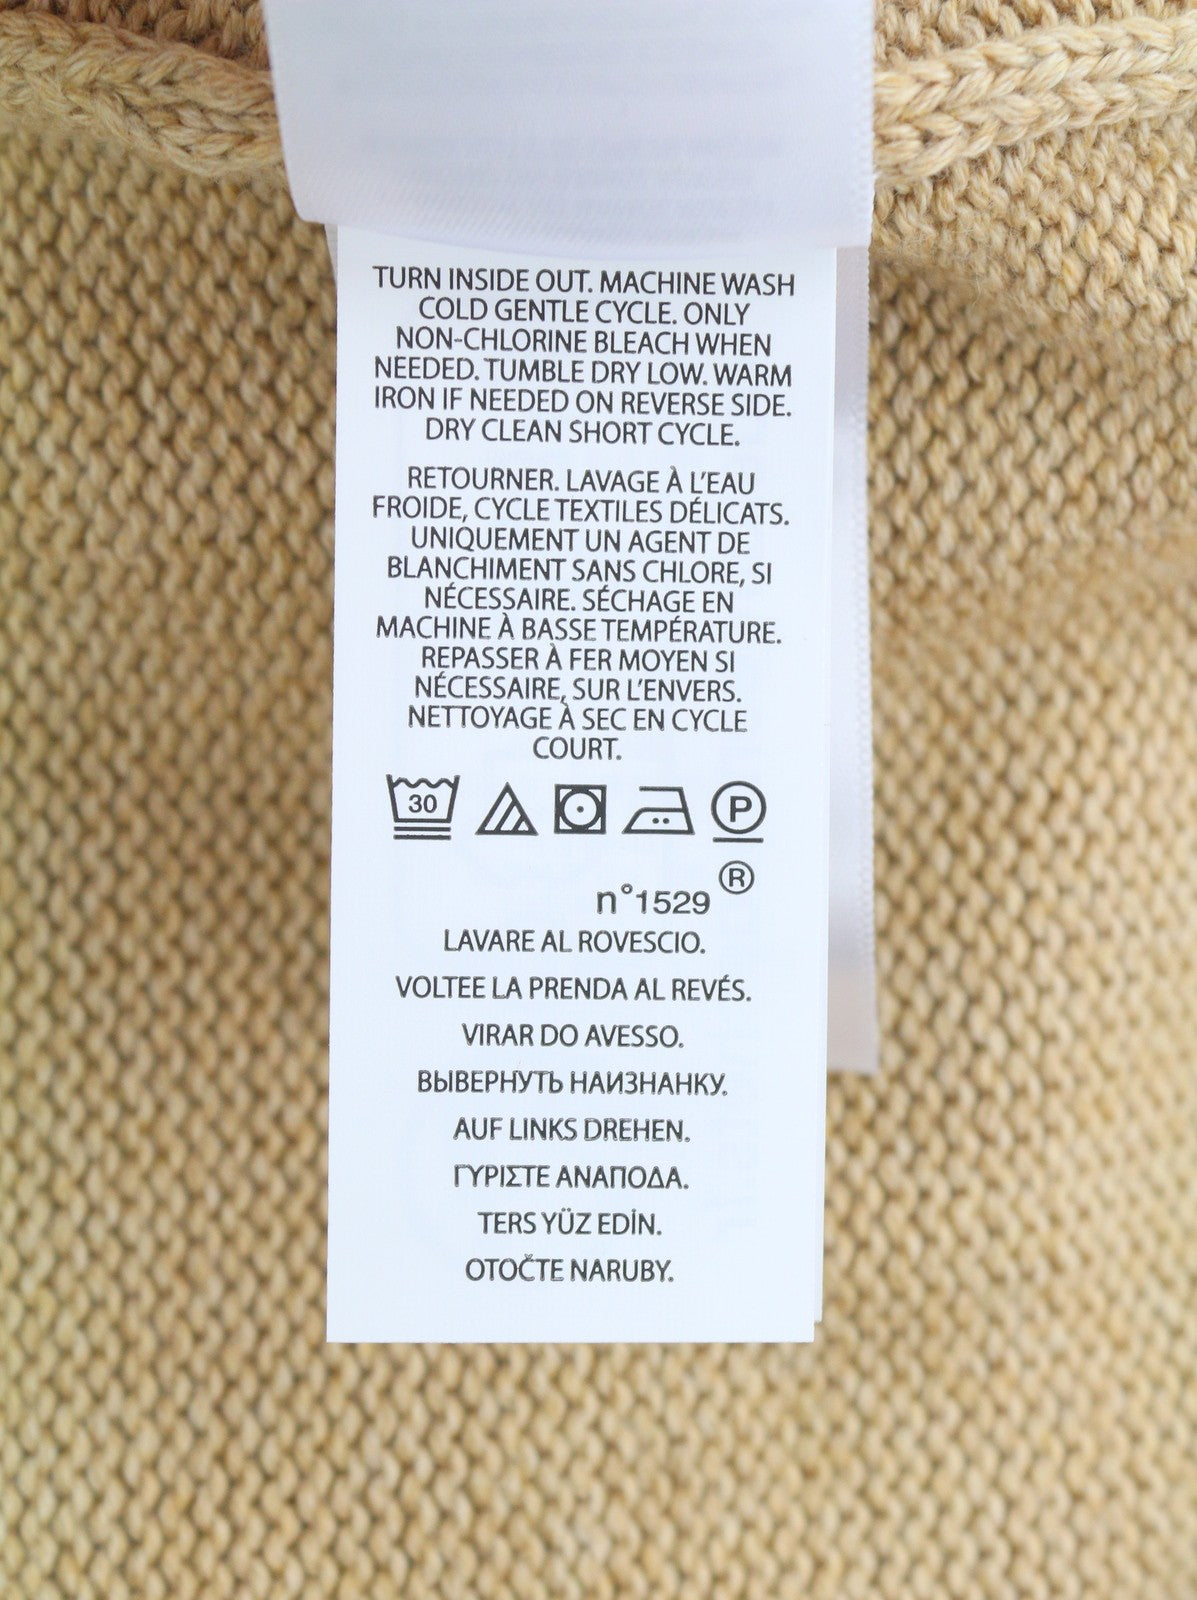 TURN INSIDE OUT. MACHINE WASH
COLD GENTLE CYCLE. ONLY
NON-CHLORINE BLEACH WHEN
NEEDED. TUMBLE DRY LOW. WARM
IRON IF NEEDED ON REVERSE SIDE.
DRY CLEAN SHORT CYCLE.
RETOURNER. LAVAGE À L'EAU
FROIDE, CYCLE TEXTILES DÉLICATS.
UNIQUEMENT UN AGENT DE
BLANCHIMENT SANS CHLORE, SI
NÉCESSAIRE. SÉCHAGE EN
MACHINE À BASSE TEMPÉRATURE.
REPASSER À FER MOYEN SI
NÉCESSAIRE, SUR L'ENVERS.
NETTOYAGE À SEC EN CYCLE
COURT.
30 P
n°1529 ®
LAVARE AL ROVESCIO.
VOLTEE LA PRENDA AL REVÉS.
VIRAR DO AVESSO.
ВЫВЕРНУТЬ НАИЗНАНКУ.
AUF LINKS DREHEN.
ΓΥΡΙΣΤΕ ΑΝΑΠΟΔΑ.
TERS YÜZ EDİN.
OTOČTE NARUBY.